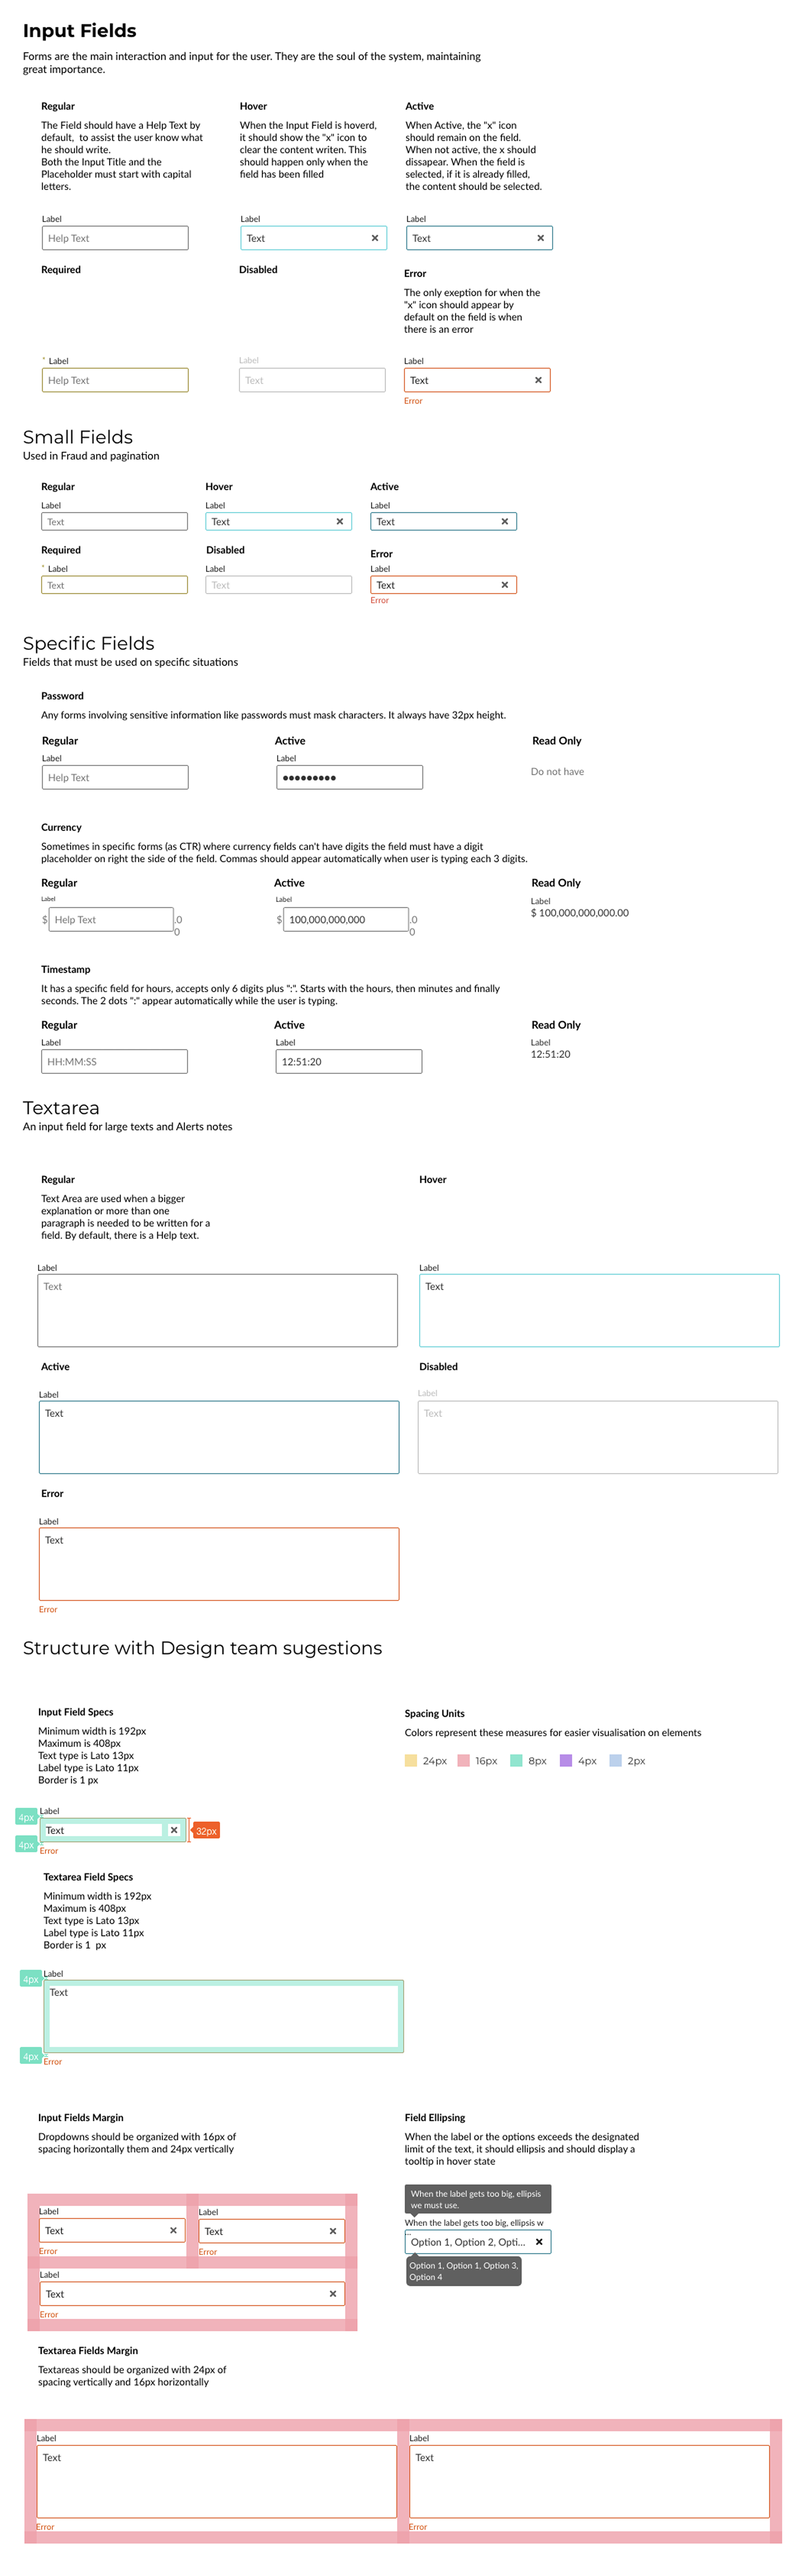 Input Fields
Forms are the main interaction and input for the user. They are the soul of the system, maintaining
great importance.
Regular
The Field should have a Help Text by
default,  to assist the user know what
he should write.
Both the Input Title and the
Placeholder must start with capital
letters.
Hover
When the Input Field is hoverd,
it should show the "x" icon to
clear the content writen. This
should happen only when the
field has been filled
Active
When Active, the "x" icon
should remain on the field.
When not active, the x should
dissapear. When the field is
selected, if it is already filled,
the content should be selected.
Label
Help Text
Label
Text
Label
Text
Required
Disabled
Error
The only exeption for when the
"x" icon should appear by
default on the field is when
there is an error
* Label
Help Text
Label
Text
Label
Text
Error
Small Fields
Used in Fraud and pagination
Regular
Hover
Active
Label
Text
Label
Text
Label
Text
Required
Disabled
Error
* Label
Text
Label
Text
Label
Text
Error
Specific Fields
Fields that must be used on specific situations
Password
Any forms involving sensitive information like passwords must mask characters. It always have 32px height.
Regular
Active
Read Only
Label
Help Text
Label
●●●●●●●●●
Do not have
Currency
Sometimes in specific forms (as CTR) where currency fields can't have digits the field must have a digit
placeholder on right the side of the field. Commas should appear automatically when user is typing each 3 digits.
Regular
Active
Read Only
Label
$ Help Text .0
0
Label
$ 100,000,000,000 .0
0
Label
$ 100,000,000,000.00
Timestamp
It has a specific field for hours, accepts only 6 digits plus ":". Starts with the hours, then minutes and finally
seconds. The 2 dots ":" appear automatically while the user is typing.
Regular
Active
Read Only
Label
HH:MM:SS
Label
12:51:20
Label
12:51:20
Textarea
An input field for large texts and Alerts notes
Regular
Text Area are used when a bigger
explanation or more than one
paragraph is needed to be written for a
field. By default, there is a Help text.
Hover
Label
Text
Label
Text
Active
Disabled
Label
Text
Label
Text
Error
Label
Text
Error
Structure with Design team sugestions
Input Field Specs
Minimum width is 192px
Maximum is 408px
Text type is Lato 13px
Label type is Lato 11px
Border is 1 px
Spacing Units
Colors represent these measures for easier visualisation on elements
24px 16px 8px 4px 2px
Label
4px
Text
32px
4px
Error
Textarea Field Specs
Minimum width is 192px
Maximum is 408px
Text type is Lato 13px
Label type is Lato 11px
Border is 1  px
Label
4px
Text
4px
Error
Input Fields Margin
Dropdowns should be organized with 16px of
spacing horizontally them and 24px vertically
Field Ellipsing
When the label or the options exceeds the designated
limit of the text, it should ellipsis and should display a
tooltip in hover state
When the label gets too big, ellipsis
we must use.
When the label gets too big, ellipsis w
...
Option 1, Option 2, Opti...
Option 1, Option 1, Option 3,
Option 4
Label
Text
Error
Label
Text
Error
Label
Text
Error
Textarea Fields Margin
Textareas should be organized with 24px of
spacing vertically and 16px horizontally
Label
Text
Error
Label
Text
Error